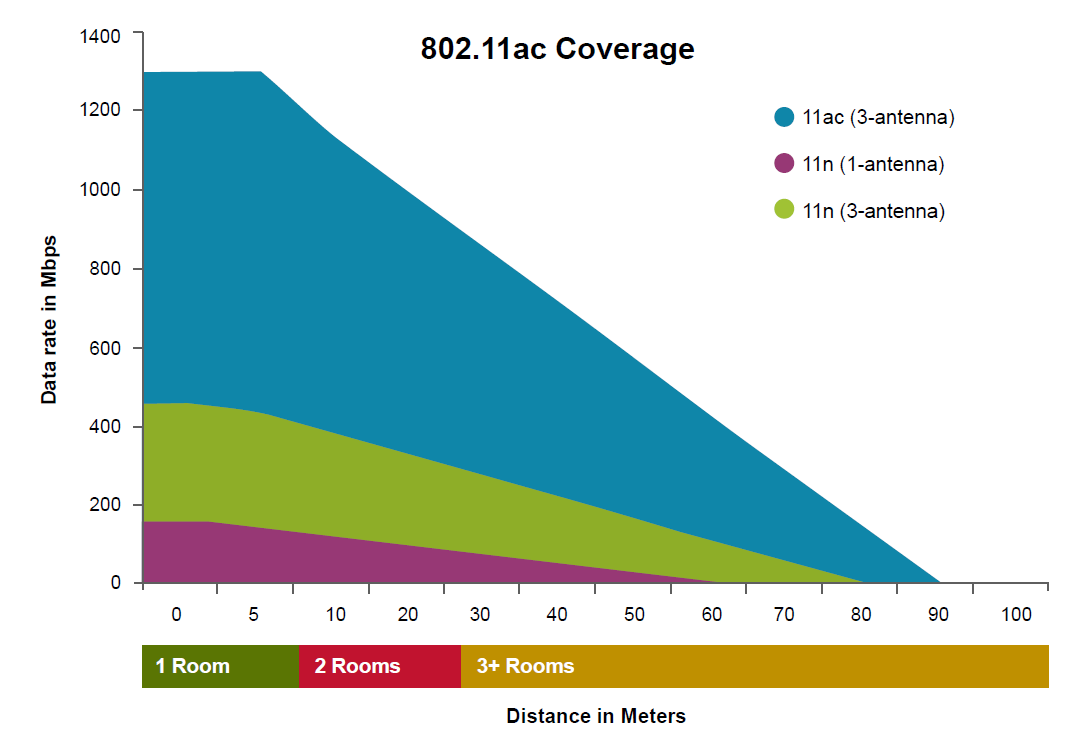 802.11ac Coverage
1400
1200
1000
800
600
400
200
0
Data rate in Mbps
11ac (3-antenna)
11n (1-antenna)
11n (3-antenna)
0 5 10 20 30 40 50 60 70 80 90 100
1 Room 2 Rooms 3+ Rooms
Distance in Meters